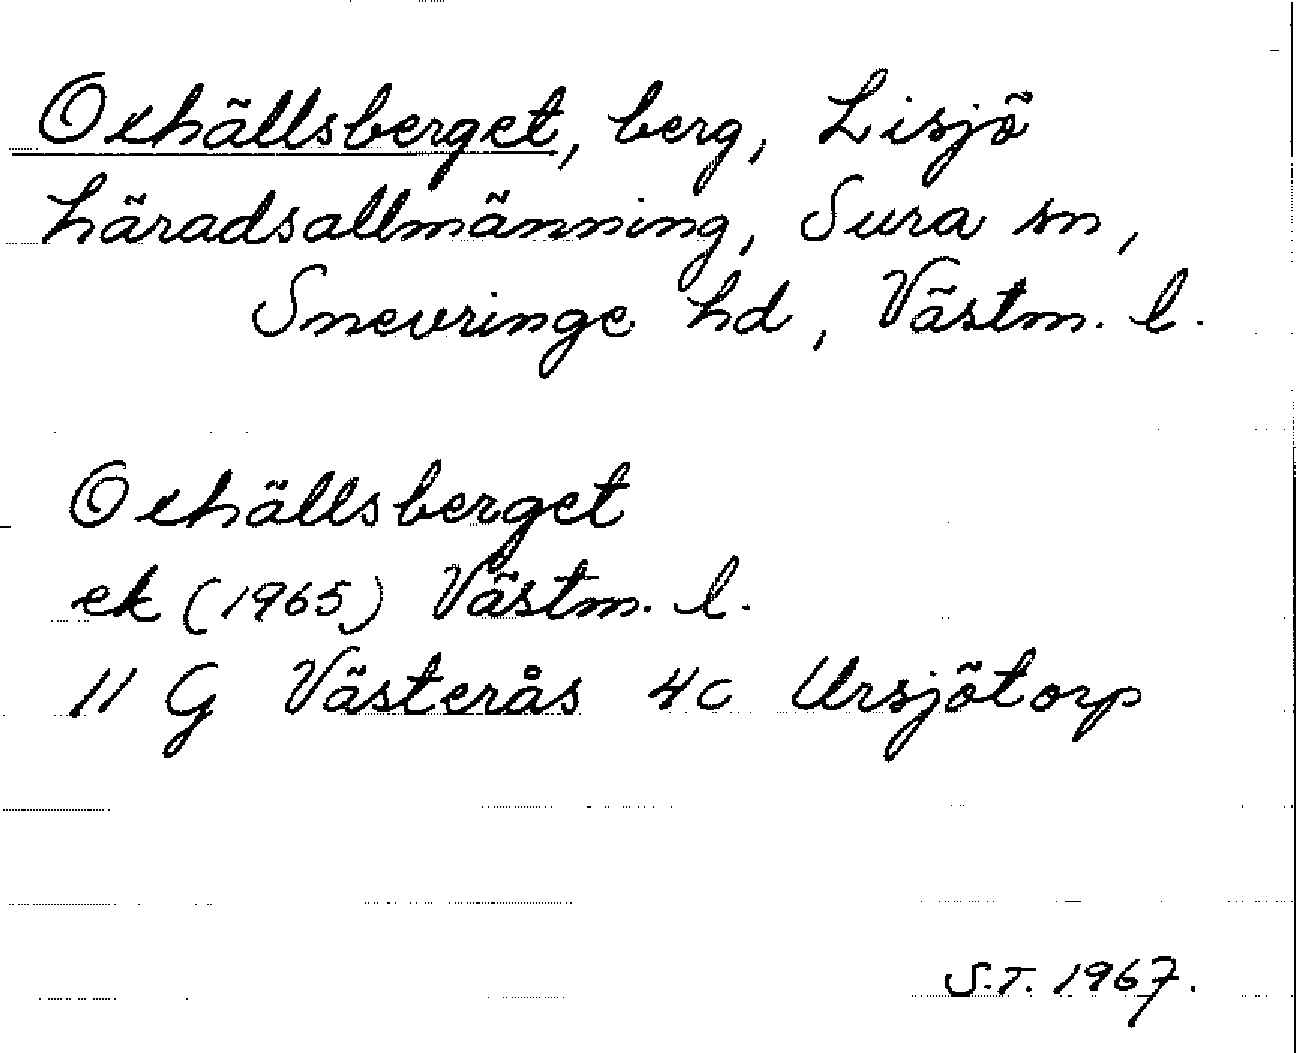 Oxhällsberget, berg, Lisjö
häradsallmänning, Sura sn,
Snevringe hd, Västm. l.
Oxhällsberget
ek (1965) Västm. l.
11 G Västerås 4c Ursjötorp
S.T. 1967.